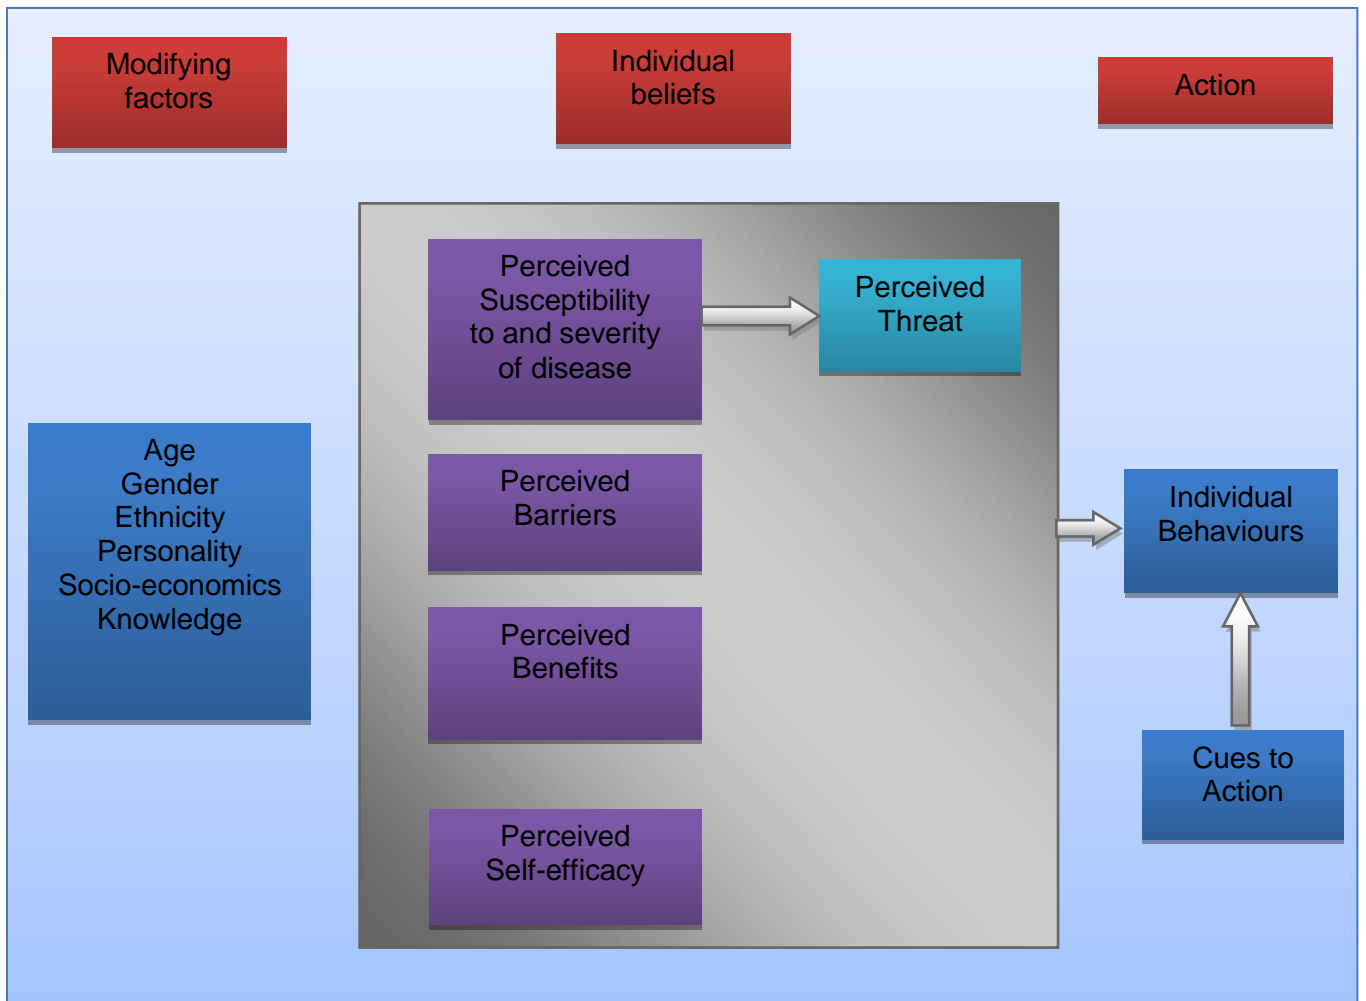 Modifying
factors
Individual
beliefs
Action
Perceived
Susceptibility
to and severity
of disease
Perceived
Threat
Age
Gender
Ethnicity
Personality
Socio-economics
Knowledge
Perceived
Barriers
Individual
Behaviours
Perceived
Benefits
Cues to
Action
Perceived
Self-efficacy